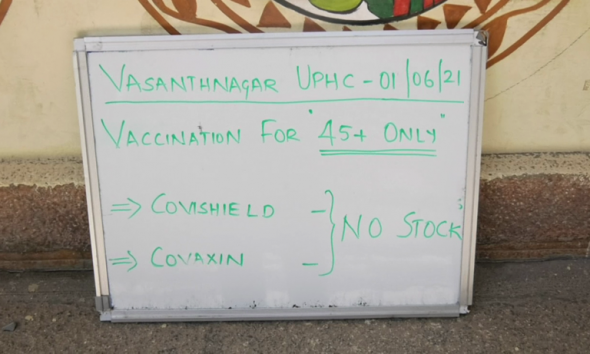 VASANTHNAGAR UPHC - 01/06/21
VACCINATION FOR "45+ ONLY"
⇒ COVISHIELD - } NO STOCK
⇒ COVAXIN -